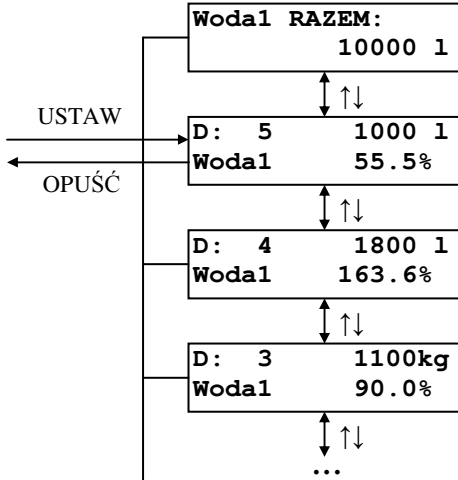 Woda1 RAZEM:
10000 l
↑↓
USTAW
D: 5 1000 l
Woda1 55.5%
OPUŚĆ
↑↓
D: 4 1800 l
Woda1 163.6%
↑↓
D: 3 1100kg
Woda1 90.0%
↑↓
...